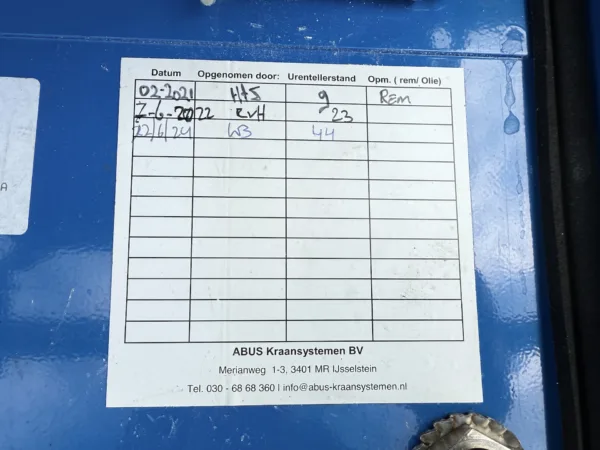 Datum Opgenomen door: Urentellerstand Opm. ( rem/ Olie)
02-2021 HAS 9 REM
7-6-2022 RvH 23
22/6/24 WB 44
ABUS Kraansystemen BV
Merianweg 1-3, 3401 MR IJsselstein
Tel. 030 - 68 68 360 I info@abus-kraansystemen.nl
A